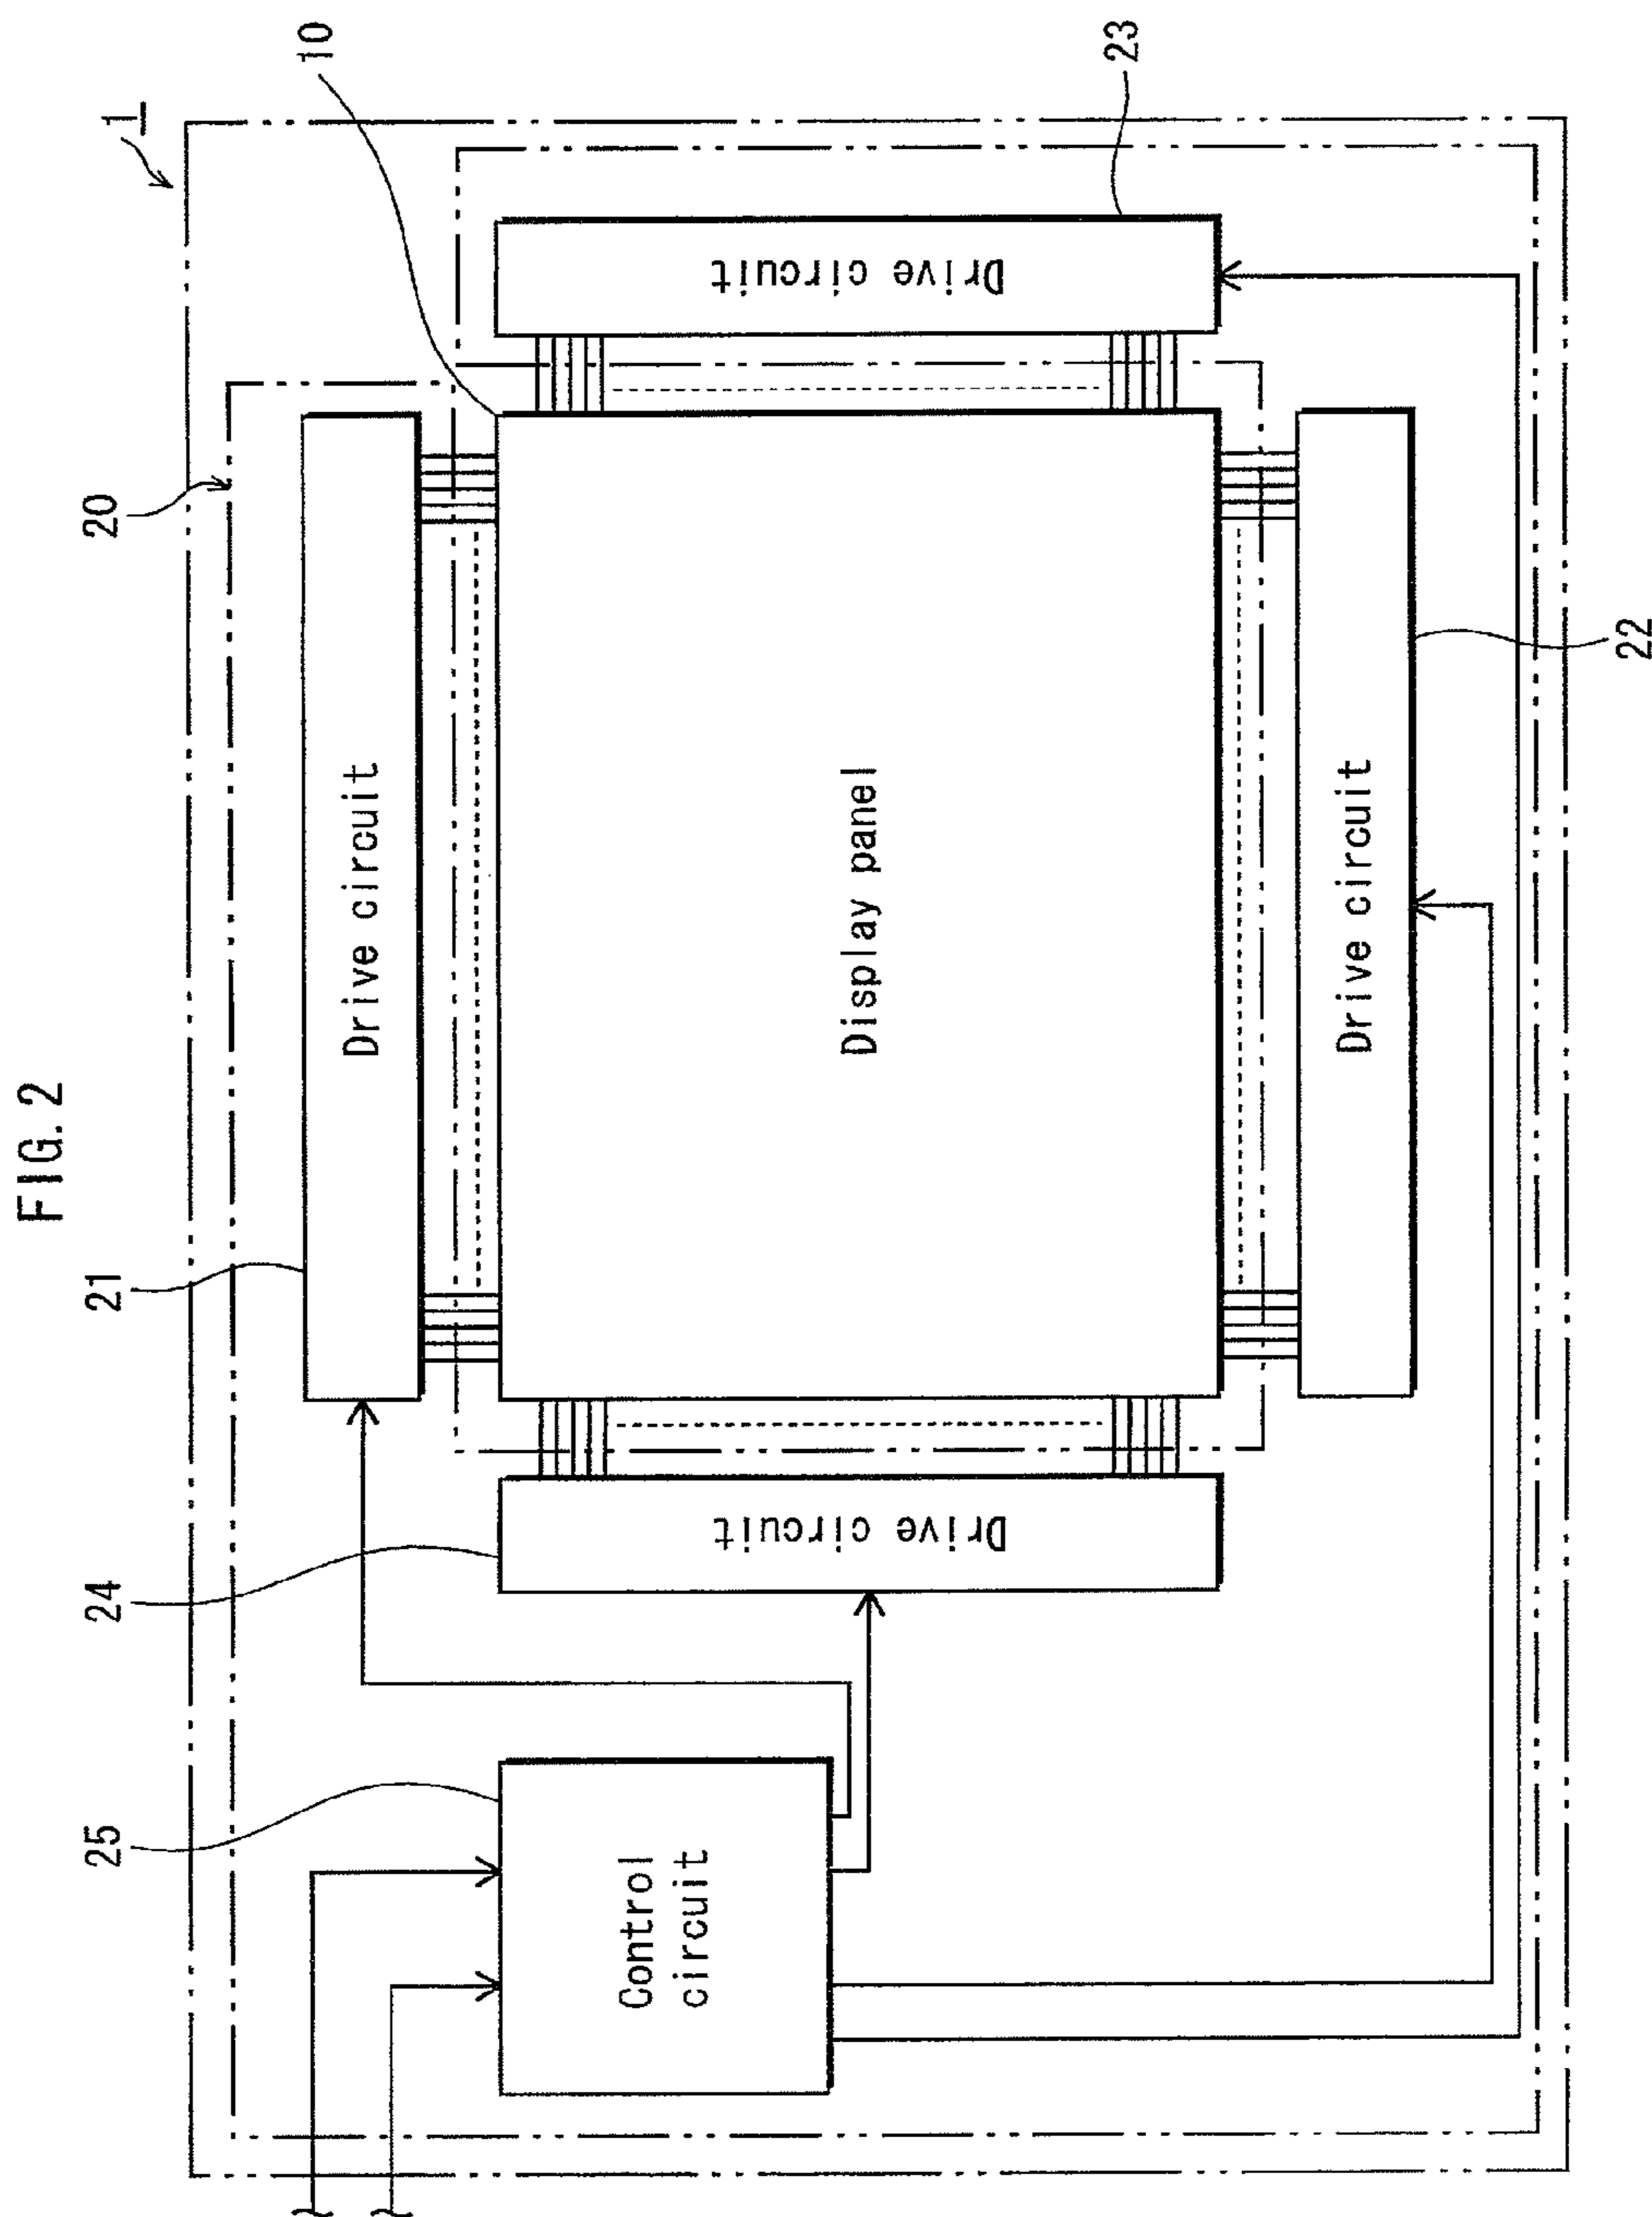 FIG. 2
1
20
10
21
Drive circuit
24
Drive circuit
Display panel
Drive circuit
23
25
Control
circuit
Drive circuit
22